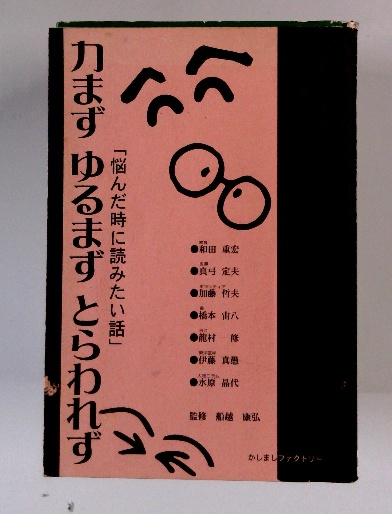 力まず ゆるまず とらわれず
「悩んだ時に読みたい話」
●和田 重宏
●真弓 定夫
●加藤 哲夫
●橋本 宙八
●龍村 修
●伊藤 真愚
●水原 晶代
監修 船越 康弘
かしましファクトリー